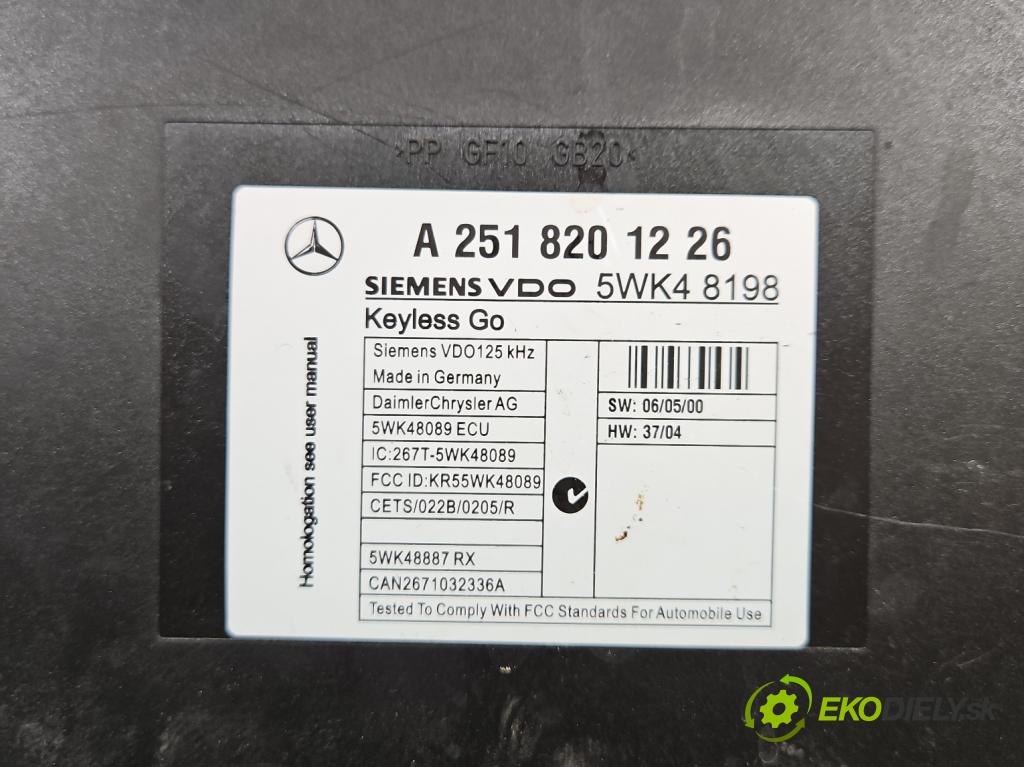 >PP GF10 GB20<
A 251 820 12 26
SIEMENS VDO 5WK4 8198
Keyless Go
Homologation see user manual
Siemens VDO125 kHz
Made in Germany
DaimlerChrysler AG
5WK48089 ECU
IC:267T-5WK48089
FCC ID:KR55WK48089
CETS/022B/0205/R
5WK48887 RX
CAN2671032336A
SW: 06/05/00
HW: 37/04
Tested To Comply With FCC Standards For Automobile Use
EKODIELY.sk